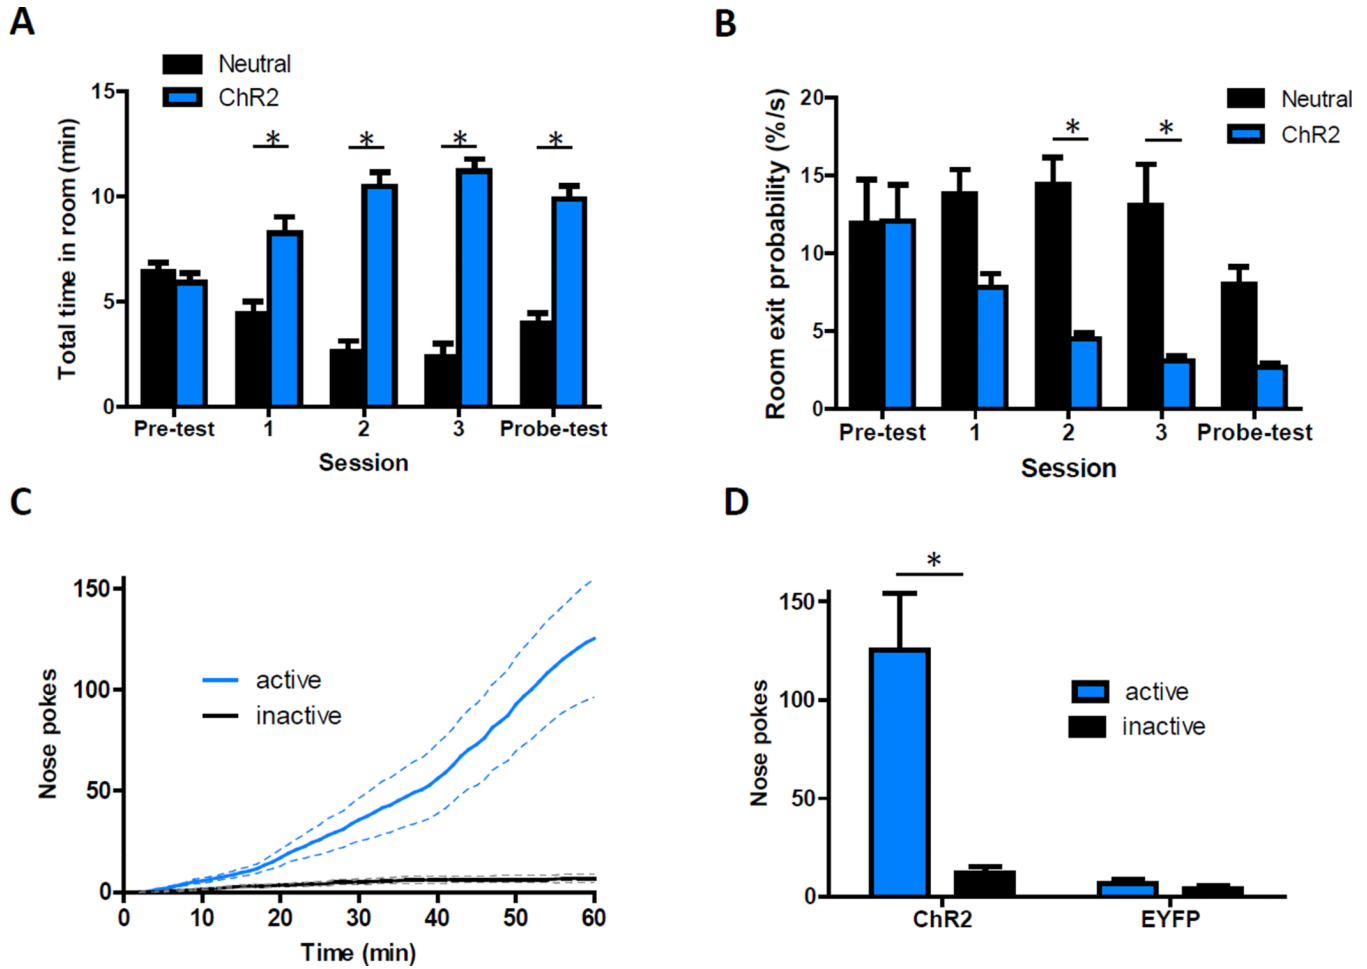 A
Neutral
ChR2
15
10
5
0
Total time in room (min)
*
*
*
*
Pre-test
1
2
3
Probe-test
Session
B
Neutral
ChR2
20
15
10
5
0
Room exit probability (%/s)
*
*
Pre-test
1
2
3
Probe-test
Session
C
150
100
50
0
Nose pokes
active
inactive
0
10
20
30
40
50
60
Time (min)
D
*
150
100
50
0
Nose pokes
active
inactive
ChR2
EYFP